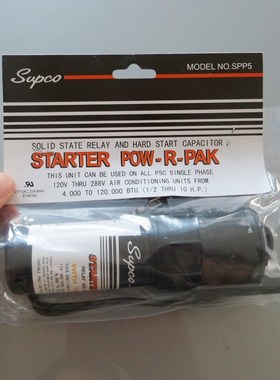 Supco
MODEL NO.SPP5
SOLID STATE RELAY AND HARD START CAPACITOR
STARTER POW-R-PAK
THIS UNIT CAN BE USED ON ALL PSC SINGLE PHASE
120V THRU 288V AIR CONDITIONING UNITS FROM
4,000 TO 120,000 BTU (1/2 THRU 10 H.P.)
Supco
STARTER